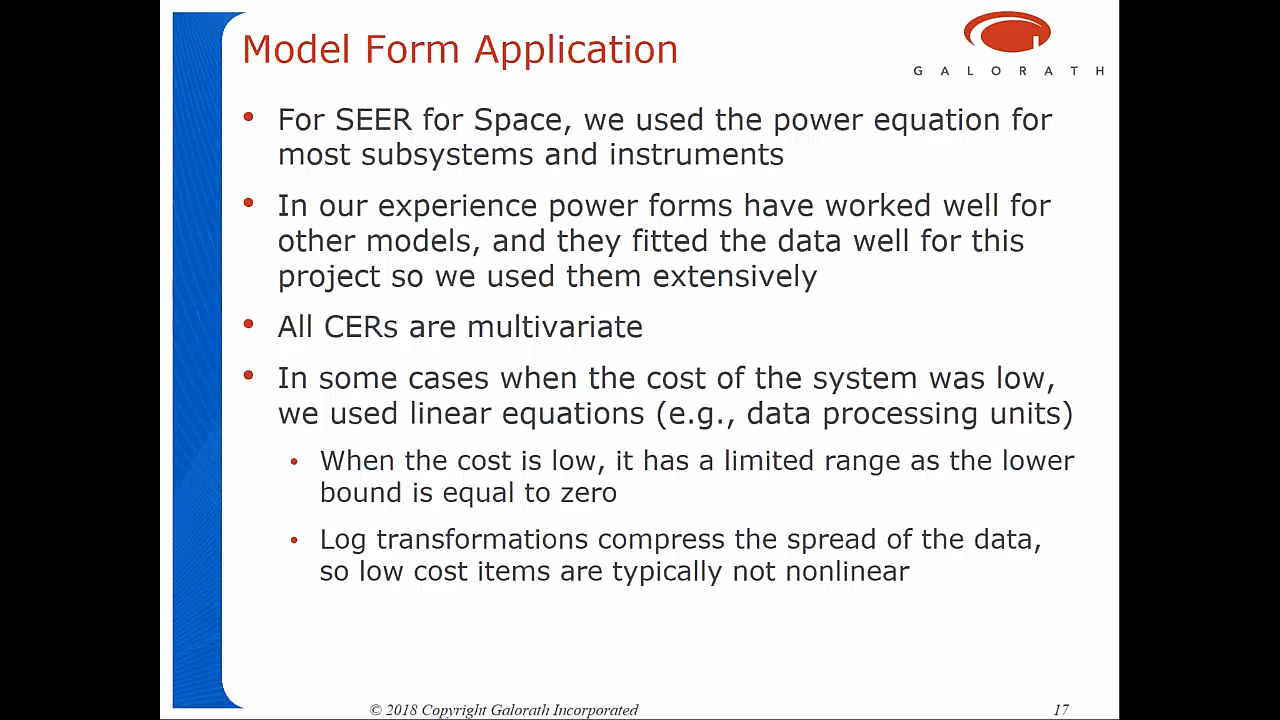 Model Form Application
G A L O R A T H
• For SEER for Space, we used the power equation for
most subsystems and instruments
• In our experience power forms have worked well for
other models, and they fitted the data well for this
project so we used them extensively
• All CERs are multivariate
• In some cases when the cost of the system was low,
we used linear equations (e.g., data processing units)
• When the cost is low, it has a limited range as the lower
bound is equal to zero
• Log transformations compress the spread of the data,
so low cost items are typically not nonlinear
© 2018 Copyright Galorath Incorporated
17